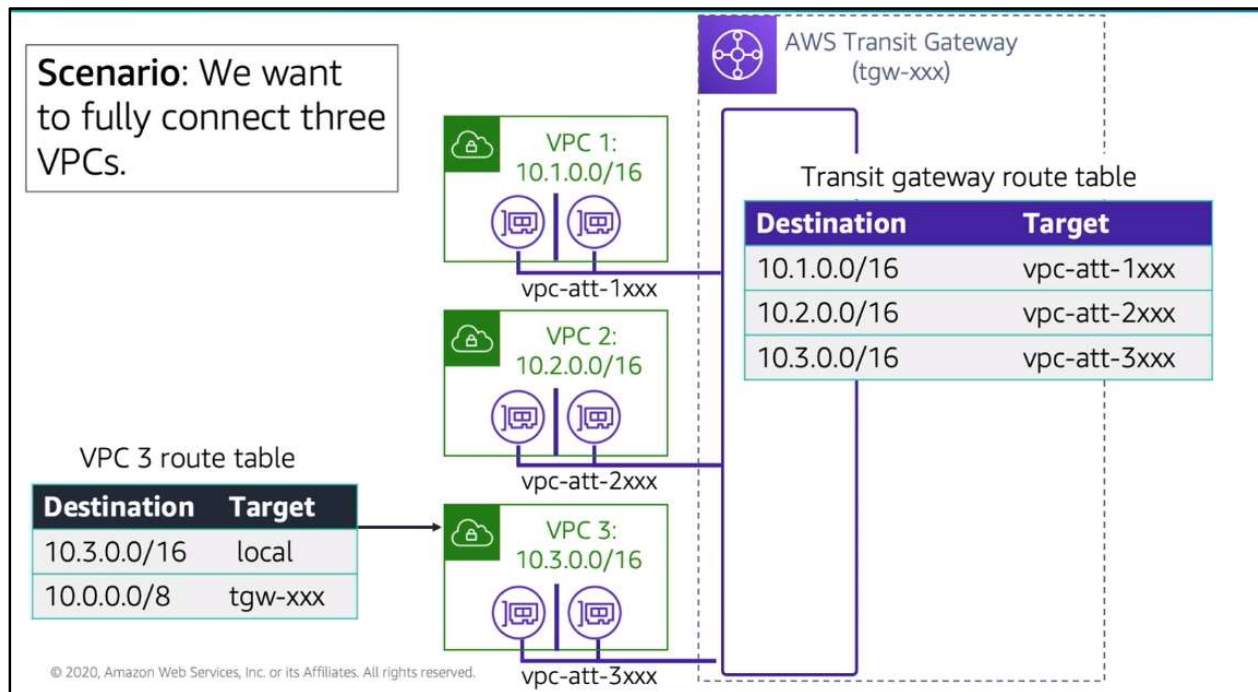 Scenario: We want
to fully connect three
VPCs.
AWS Transit Gateway
(tgw-xxx)
VPC 1:
10.1.0.0/16
vpc-att-1xxx
Transit gateway route table
Destination Target
10.1.0.0/16 vpc-att-1xxx
10.2.0.0/16 vpc-att-2xxx
10.3.0.0/16 vpc-att-3xxx
VPC 2:
10.2.0.0/16
vpc-att-2xxx
VPC 3 route table
Destination Target
10.3.0.0/16 local
10.0.0.0/8 tgw-xxx
VPC 3:
10.3.0.0/16
vpc-att-3xxx
© 2020, Amazon Web Services, Inc. or its Affiliates. All rights reserved.